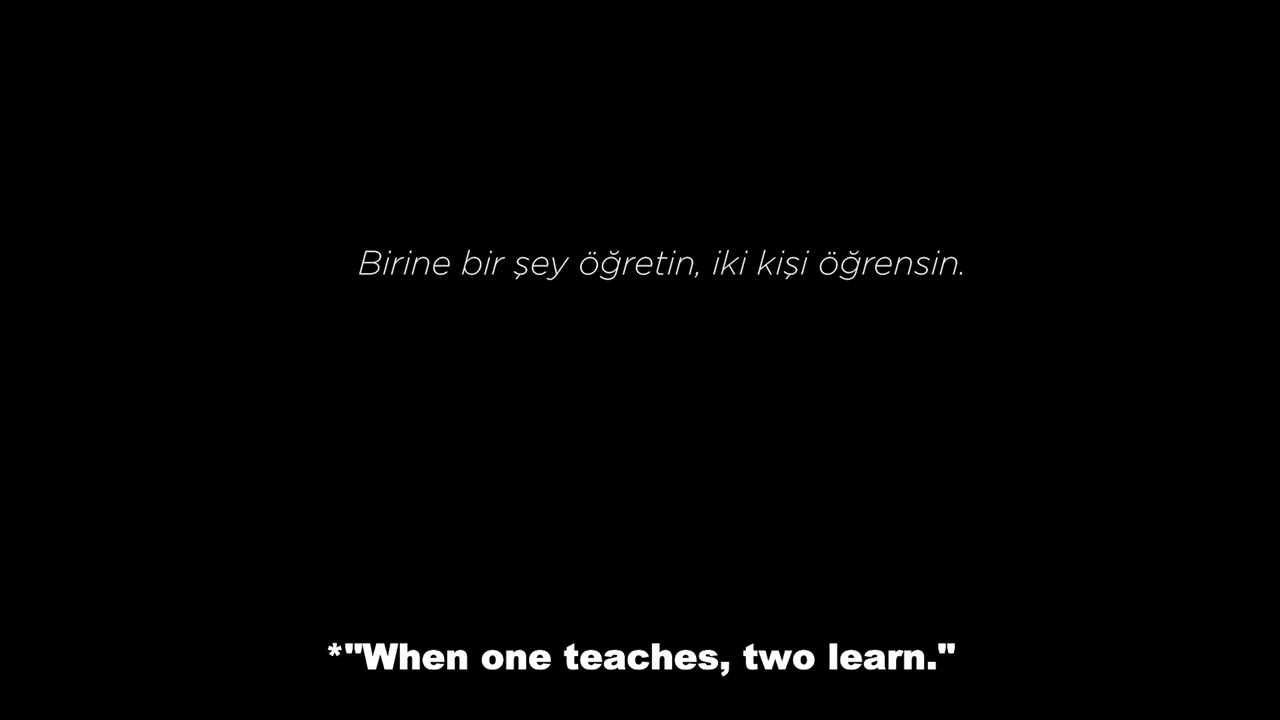 Birine bir şey öğretin, iki kişi öğrensin.
*"When one teaches, two learn."